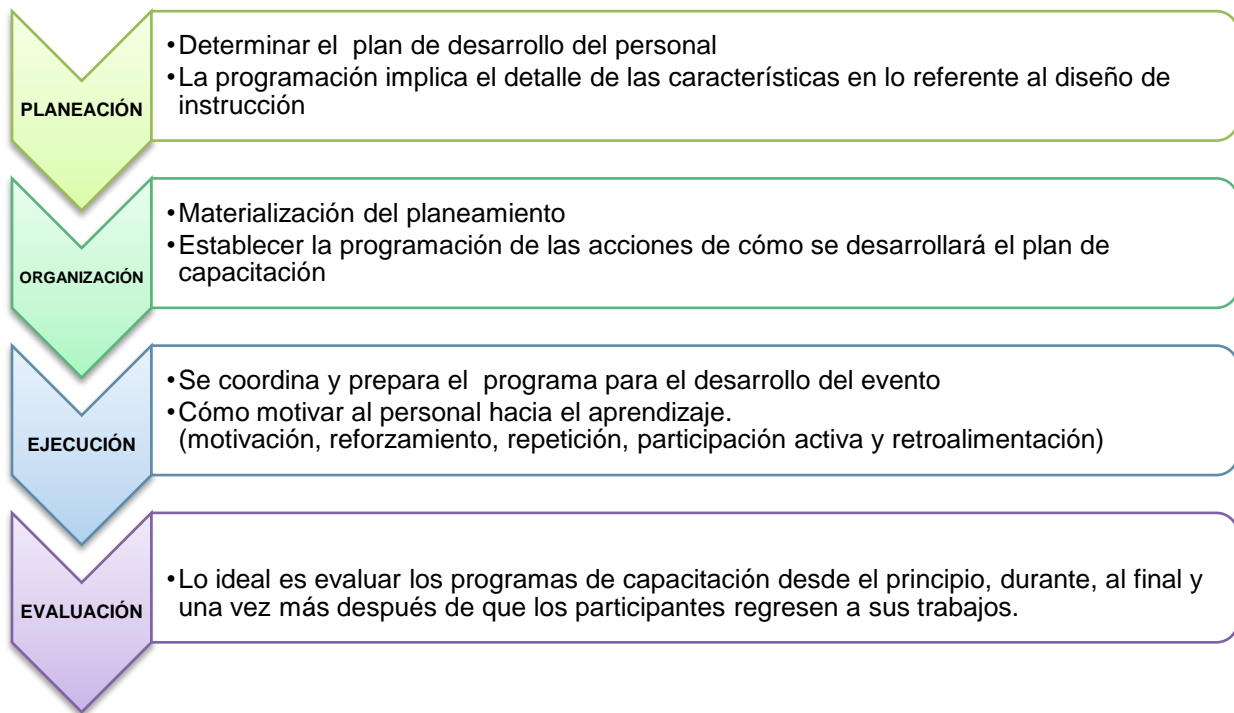 PLANEACIÓN
•Determinar el plan de desarrollo del personal
•La programación implica el detalle de las características en lo referente al diseño de
instrucción
ORGANIZACIÓN
•Materialización del planeamiento
•Establecer la programación de las acciones de cómo se desarrollará el plan de
capacitación
EJECUCIÓN
•Se coordina y prepara el programa para el desarrollo del evento
•Cómo motivar al personal hacia el aprendizaje.
(motivación, reforzamiento, repetición, participación activa y retroalimentación)
EVALUACIÓN
•Lo ideal es evaluar los programas de capacitación desde el principio, durante, al final y
una vez más después de que los participantes regresen a sus trabajos.